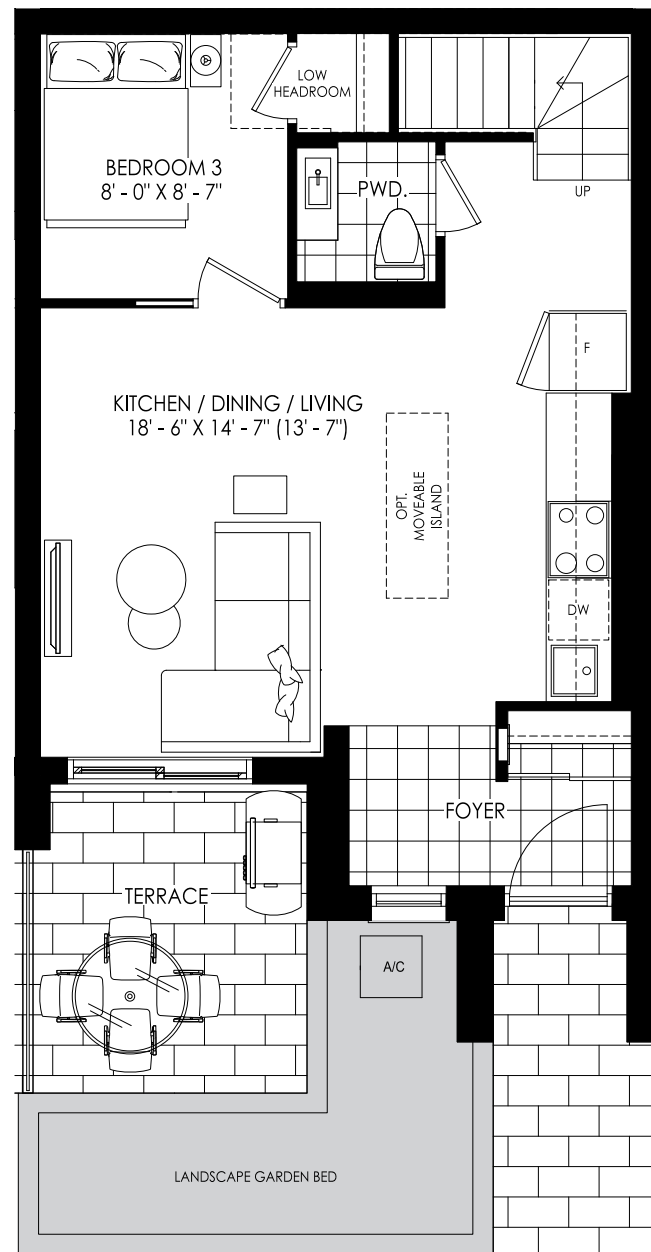 LOW
HEADROOM
BEDROOM 3
8' - 0" X 8' - 7"
PWD.
UP
F
KITCHEN / DINING / LIVING
18' - 6" X 14' - 7" (13' - 7")
OPT.
MOVEABLE
ISLAND
DW
FOYER
TERRACE
A/C
LANDSCAPE GARDEN BED